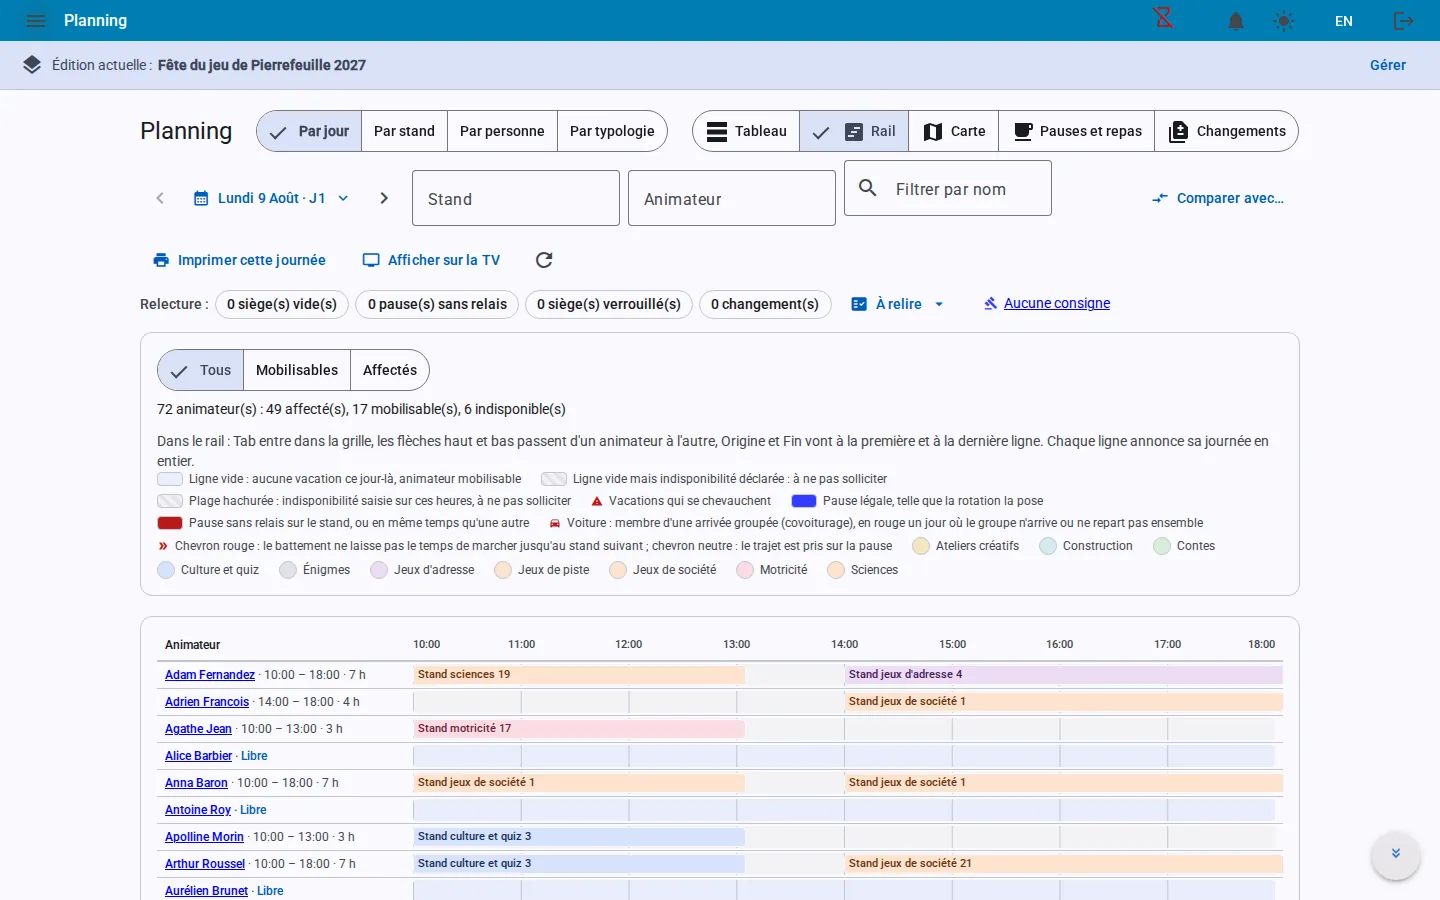 Planning
EN
Édition actuelle : Fête du jeu de Pierrefeuille 2027
Gérer
Planning
Par jour
Par stand
Par personne
Par typologie
Tableau
Rail
Carte
Pauses et repas
Changements
Lundi 9 Août · J1
Stand
Animateur
Filtrer par nom
Comparer avec…
Imprimer cette journée
Afficher sur la TV
Relecture :
0 siège(s) vide(s)
0 pause(s) sans relais
0 siège(s) verrouillé(s)
0 changement(s)
À relire
Aucune consigne
Tous
Mobilisables
Affectés
72 animateur(s) : 49 affecté(s), 17 mobilisable(s), 6 indisponible(s)
Dans le rail : Tab entre dans la grille, les flèches haut et bas passent d'un animateur à l'autre, Origine et Fin vont à la première et à la dernière ligne. Chaque ligne annonce sa journée en
entier.
Ligne vide : aucune vacation ce jour-là, animateur mobilisable
Ligne vide mais indisponibilité déclarée : à ne pas solliciter
Plage hachurée : indisponibilité saisie sur ces heures, à ne pas solliciter
Vacations qui se chevauchent
Pause légale, telle que la rotation la pose
Pause sans relais sur le stand, ou en même temps qu'une autre
Voiture : membre d'une arrivée groupée (covoiturage), en rouge un jour où le groupe n'arrive ou ne repart pas ensemble
Chevron rouge : le battement ne laisse pas le temps de marcher jusqu'au stand suivant ; chevron neutre : le trajet est pris sur la pause
Ateliers créatifs
Construction
Contes
Culture et quiz
Énigmes
Jeux d'adresse
Jeux de piste
Jeux de société
Motricité
Sciences
Animateur
10:00
11:00
12:00
13:00
14:00
15:00
16:00
17:00
18:00
Adam Fernandez · 10:00 – 18:00 · 7 h
Stand sciences 19
Stand jeux d'adresse 4
Adrien Francois · 14:00 – 18:00 · 4 h
Stand jeux de société 1
Agathe Jean · 10:00 – 13:00 · 3 h
Stand motricité 17
Alice Barbier · Libre
Anna Baron · 10:00 – 18:00 · 7 h
Stand jeux de société 1
Stand jeux de société 1
Antoine Roy · Libre
Apolline Morin · 10:00 – 13:00 · 3 h
Stand culture et quiz 3
Arthur Roussel · 10:00 – 18:00 · 7 h
Stand culture et quiz 3
Stand jeux de société 21
Aurélien Brunet · Libre